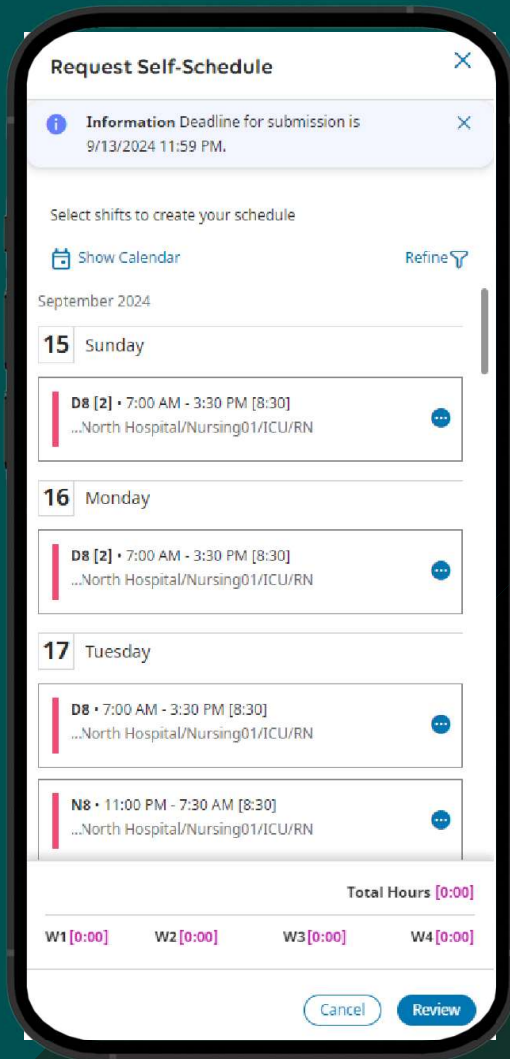 Request Self-Schedule
Information Deadline for submission is
9/13/2024 11:59 PM.
Select shifts to create your schedule
Show Calendar
Refine
September 2024
15 Sunday
D8 [2] • 7:00 AM - 3:30 PM [8:30]
...North Hospital/Nursing01/ICU/RN
16 Monday
D8 [2] • 7:00 AM - 3:30 PM [8:30]
...North Hospital/Nursing01/ICU/RN
17 Tuesday
D8 • 7:00 AM - 3:30 PM [8:30]
...North Hospital/Nursing01/ICU/RN
N8 • 11:00 PM - 7:30 AM [8:30]
...North Hospital/Nursing01/ICU/RN
Total Hours [0:00]
W1[0:00] W2[0:00] W3[0:00] W4[0:00]
Cancel Review